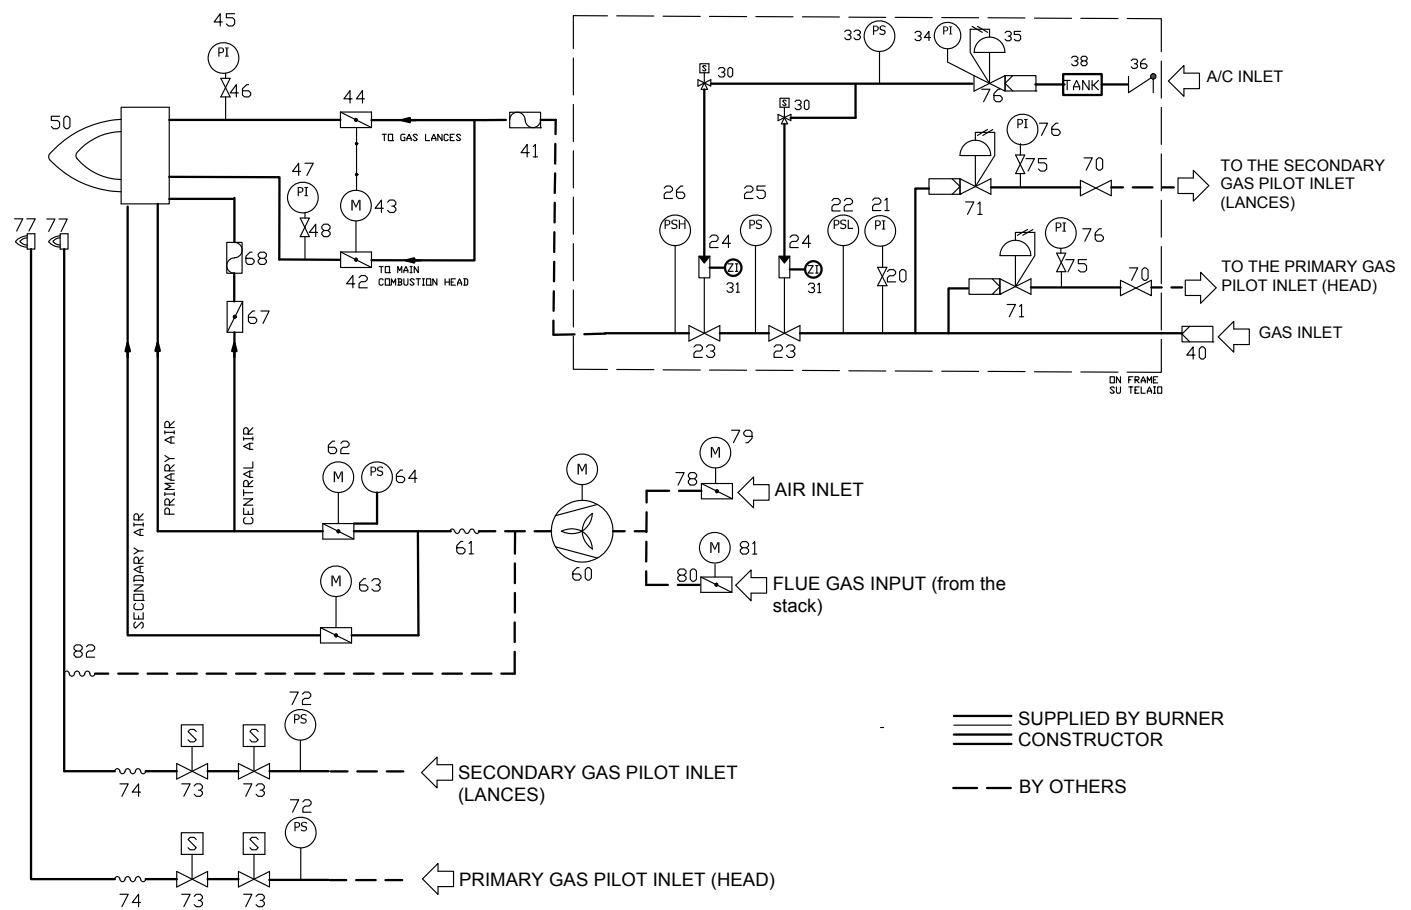 45
PI
46
44
50
TO GAS LANCES
41
47
PI
48
M
43
42
TO MAIN
COMBUSTION HEAD
77
77
68
67
33
PS
34
PI
35
S
30
S
30
76
38
TANK
36
A/C INLET
PI
76
75
70
71
TO THE SECONDARY
GAS PILOT INLET
(LANCES)
26
PSH
25
PS
22
PSL
21
PI
20
24
ZI
31
24
ZI
31
PI
76
75
70
71
TO THE PRIMARY GAS
PILOT INLET (HEAD)
23
23
40
GAS INLET
ON FRAME
SU TELAIO
SECONDARY AIR
PRIMARY AIR
CENTRAL AIR
62
M
PS
64
61
M
63
M
60
M
79
78
AIR INLET
M
81
80
FLUE GAS INPUT (from the
stack)
82
72
PS
S
S
74
73
73
SECONDARY GAS PILOT INLET
(LANCES)
72
PS
S
S
74
73
73
PRIMARY GAS PILOT INLET (HEAD)
-
SUPPLIED BY BURNER
CONSTRUCTOR
BY OTHERS